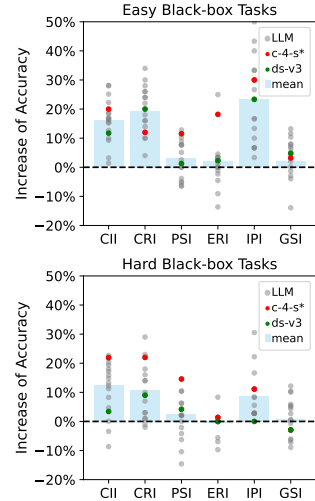 Easy Black-box Tasks
Increase of Accuracy
50%
40%
30%
20%
10%
0%
−10%
−20%
LLM
c-4-s*
ds-v3
mean
CII CRI PSI ERI IPI GSI
Hard Black-box Tasks
Increase of Accuracy
50%
40%
30%
20%
10%
0%
−10%
−20%
LLM
c-4-s*
ds-v3
mean
CII CRI PSI ERI IPI GSI